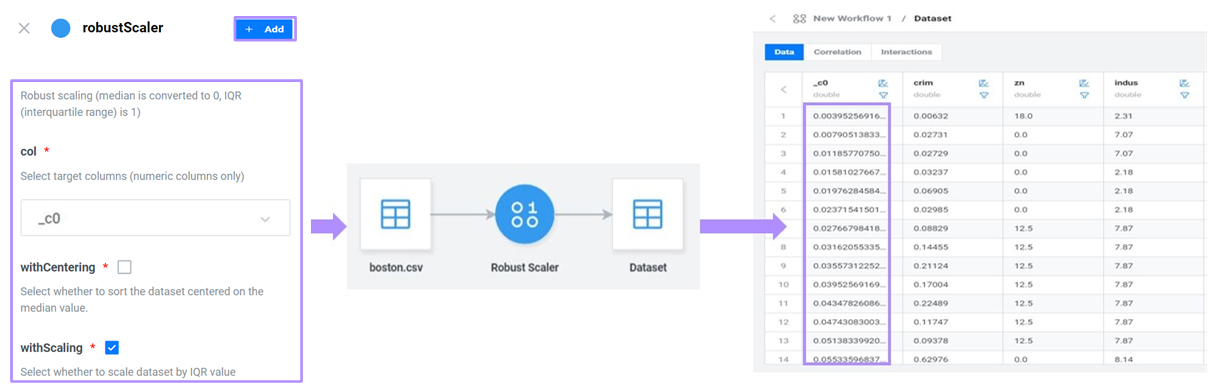 robustScaler
+ Add
Robust scaling (median is converted to 0, IQR
(interquartile range) is 1)
col *
Select target columns (numeric columns only)
_c0
withCentering *
Select whether to sort the dataset centered on the
median value.
withScaling *
Select whether to scale dataset by IQR value
boston.csv
Robust Scaler
Dataset
New Workflow 1 / Dataset
Data Correlation Interactions
_c0 crim zn indus
double double double double
1 0.00395256916... 0.00632 18.0 2.31
2 0.00790513833... 0.02731 0.0 7.07
3 0.01185770750... 0.02729 0.0 7.07
4 0.01581027667... 0.03237 0.0 2.18
5 0.01976284584... 0.06905 0.0 2.18
6 0.02371541501... 0.02985 0.0 2.18
0.02766798418... 0.08829 12.5 7.87
8 0.03162055335... 0.14455 12.5 7.87
9 0.03557312252... 0.21124 12.5 7.87
10 0.03952569169... 0.17004 12.5 7.87
11 0.04347826086... 0.22489 12.5 7.87
12 0.04743083003... 0.11747 12.5 7.87
13 0.05138339920... 0.09378 12.5 7.87
14 0.05533596837... 0.62976 0.0 8.14